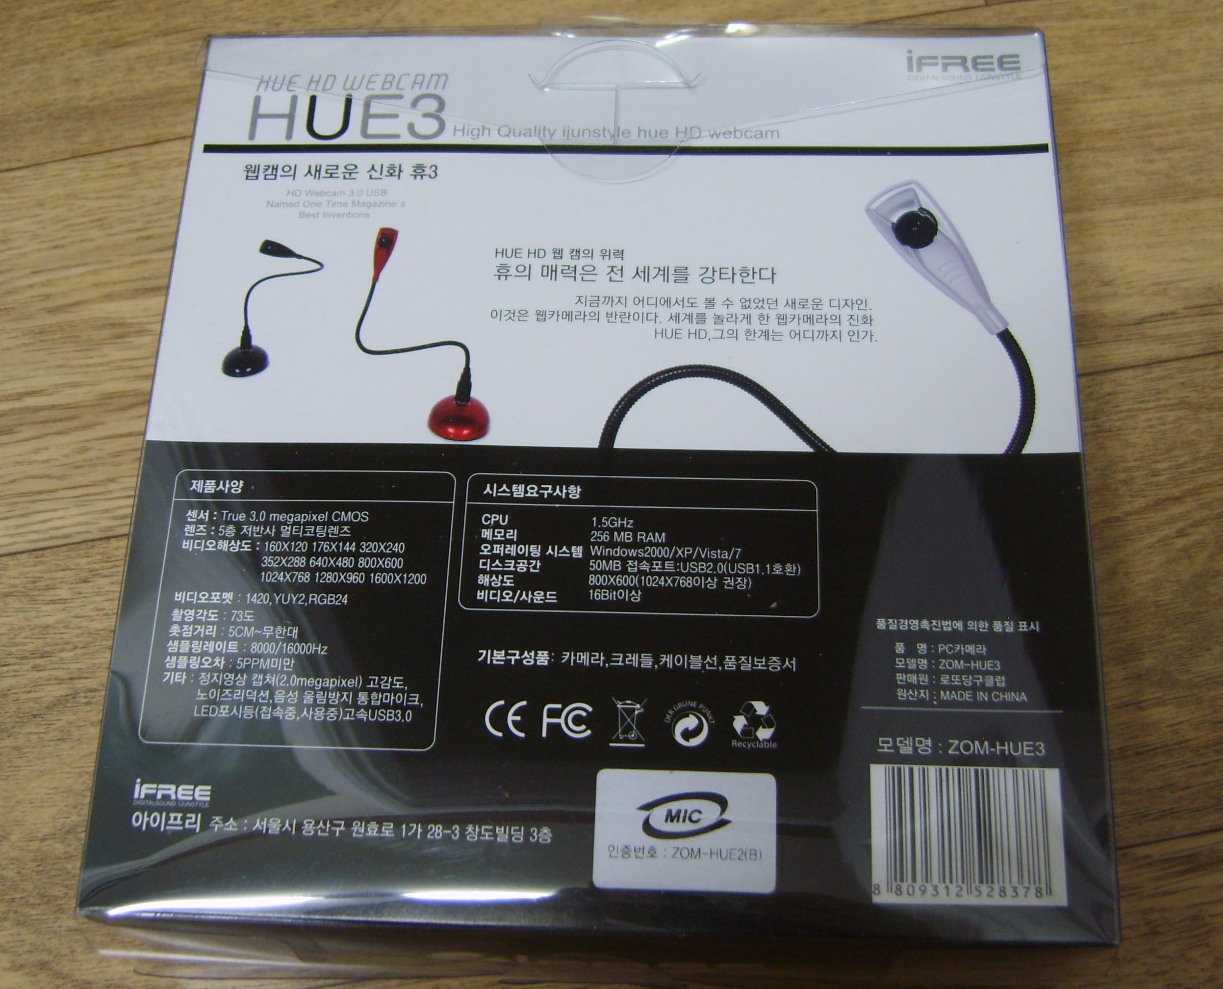 HUE HD WEBCAM
HUE3 High Quality ijunstyle hue HD webcam
iFREE
DIGITALSOUND IJUNSTYLE
웹캠의 새로운 신화 휴3
HD Webcam 3.0 USB
Named One Time Magazine's
Best Inventions
HUE HD 웹 캠의 위력
휴의 매력은 전 세계를 강타한다
지금까지 어디에서도 볼 수 없었던 새로운 디자인.
이것은 웹카메라의 반란이다. 세계를 놀라게 한 웹카메라의 진화
HUE HD,그의 한계는 어디까지 인가.
제품사양
센서 : True 3.0 megapixel CMOS
렌즈 : 5층 저반사 멀티코팅렌즈
비디오해상도 : 160X120 176X144 320X240
352X288 640X480 800X600
1024X768 1280X960 1600X1200
비디오포멧 : 1420,YUY2,RGB24
촬영각도 : 73도
촛점거리 : 5CM~무한대
샘플링레이트 : 8000/16000Hz
샘플링오차 : 5PPM미만
기타 : 정지영상 캡쳐(2.0megapixel) 고감도,
노이즈리덕션,음성 울림방지 통합마이크,
LED포시등(접속중,사용중)고속USB3.0
시스템요구사항
CPU 1.5GHz
메모리 256 MB RAM
오퍼레이팅 시스템 Windows2000/XP/Vista/7
디스크공간 50MB 접속포트:USB2.0(USB1.1호환)
해상도 800X600(1024X768이상 권장)
비디오/사운드 16Bit이상
기본구성품: 카메라,크레들,케이블선,품질보증서
CE FC
DER GRÜNE PUNKT
Recyclable
품질경영촉진법에 의한 품질 표시
품 명 : PC카메라
모델명 : ZOM-HUE3
판매원 : 로또당구클럽
원산지 : MADE IN CHINA
모델명 : ZOM-HUE3
8 809312 528378
iFREE
DIGITALSOUND IJUNSTYLE
아이프리 주소 : 서울시 용산구 원효로 1가 28-3 창도빌딩 3층
MIC
인증번호 : ZOM-HUE2(B)